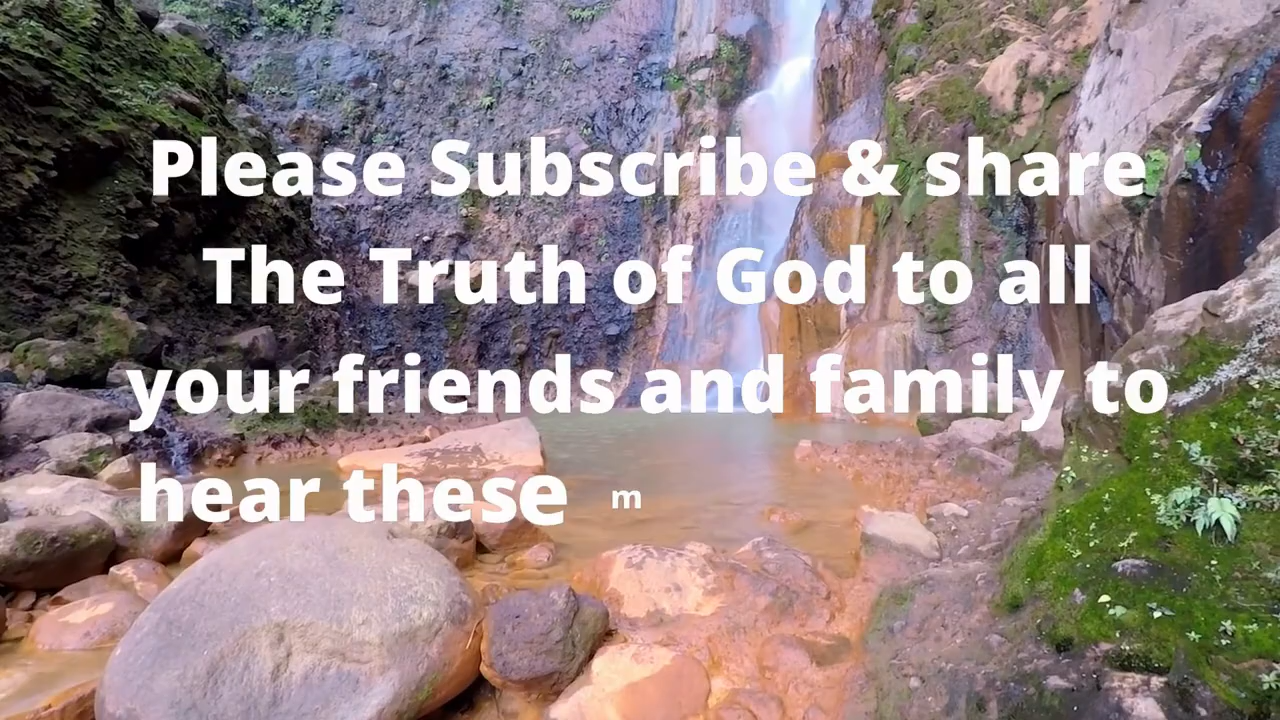 Please Subscribe & share
The Truth of God to all
your friends and family to
hear these m